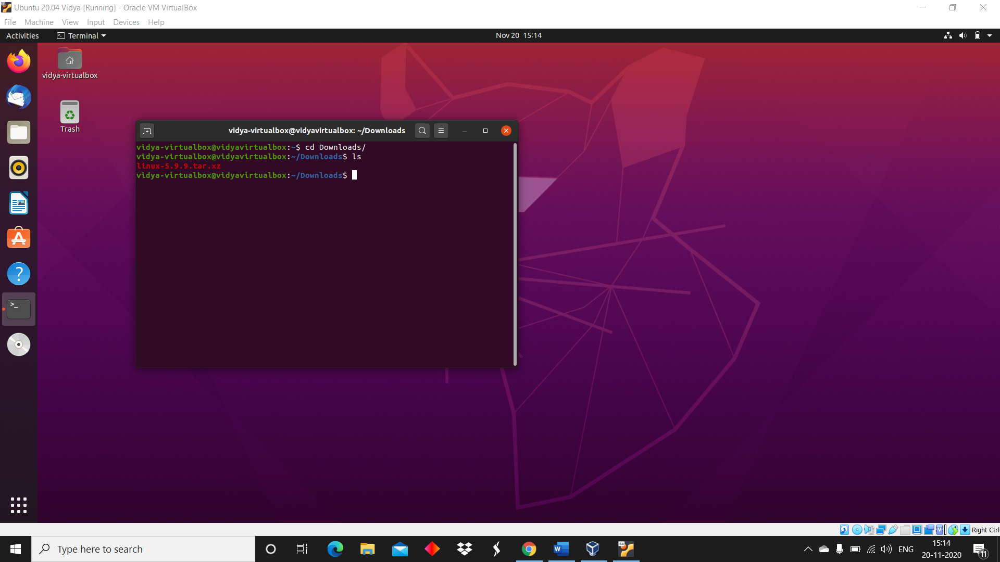 Ubuntu 20.04 Vidya [Running] - Oracle VM VirtualBox
File Machine View Input Devices Help
Activities Terminal Nov 20 15:14
vidya-virtualbox
Trash
vidya-virtualbox@vidyavirtualbox: ~/Downloads
vidya-virtualbox@vidyavirtualbox:~$ cd Downloads/
vidya-virtualbox@vidyavirtualbox:~/Downloads$ ls
linux-5.9.9.tar.xz
vidya-virtualbox@vidyavirtualbox:~/Downloads$
Right Ctrl
Type here to search
ENG
15:14
20-11-2020
11